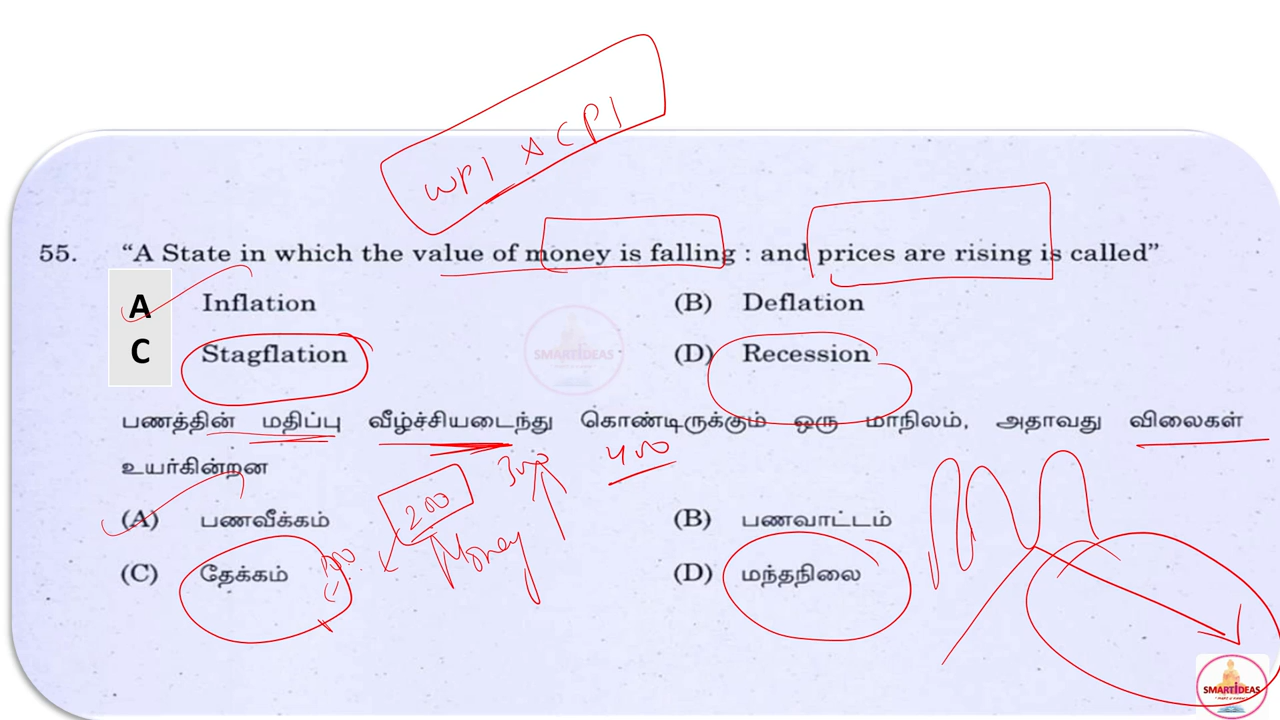 WPI & CPI
55. “A State in which the value of money is falling : and prices are rising is called”
A Inflation (B) Deflation
C Stagflation (D) Recession
SMARTIDEAS
பணத்தின் மதிப்பு வீழ்ச்சியடைந்து கொண்டிருக்கும் ஒரு மாநிலம், அதாவது விலைகள்
உயர்கின்றன
300 400
200
(A) பணவீக்கம் (B) பணவாட்டம்
Money
(C) தேக்கம் (D) மந்தநிலை
SMARTIDEAS